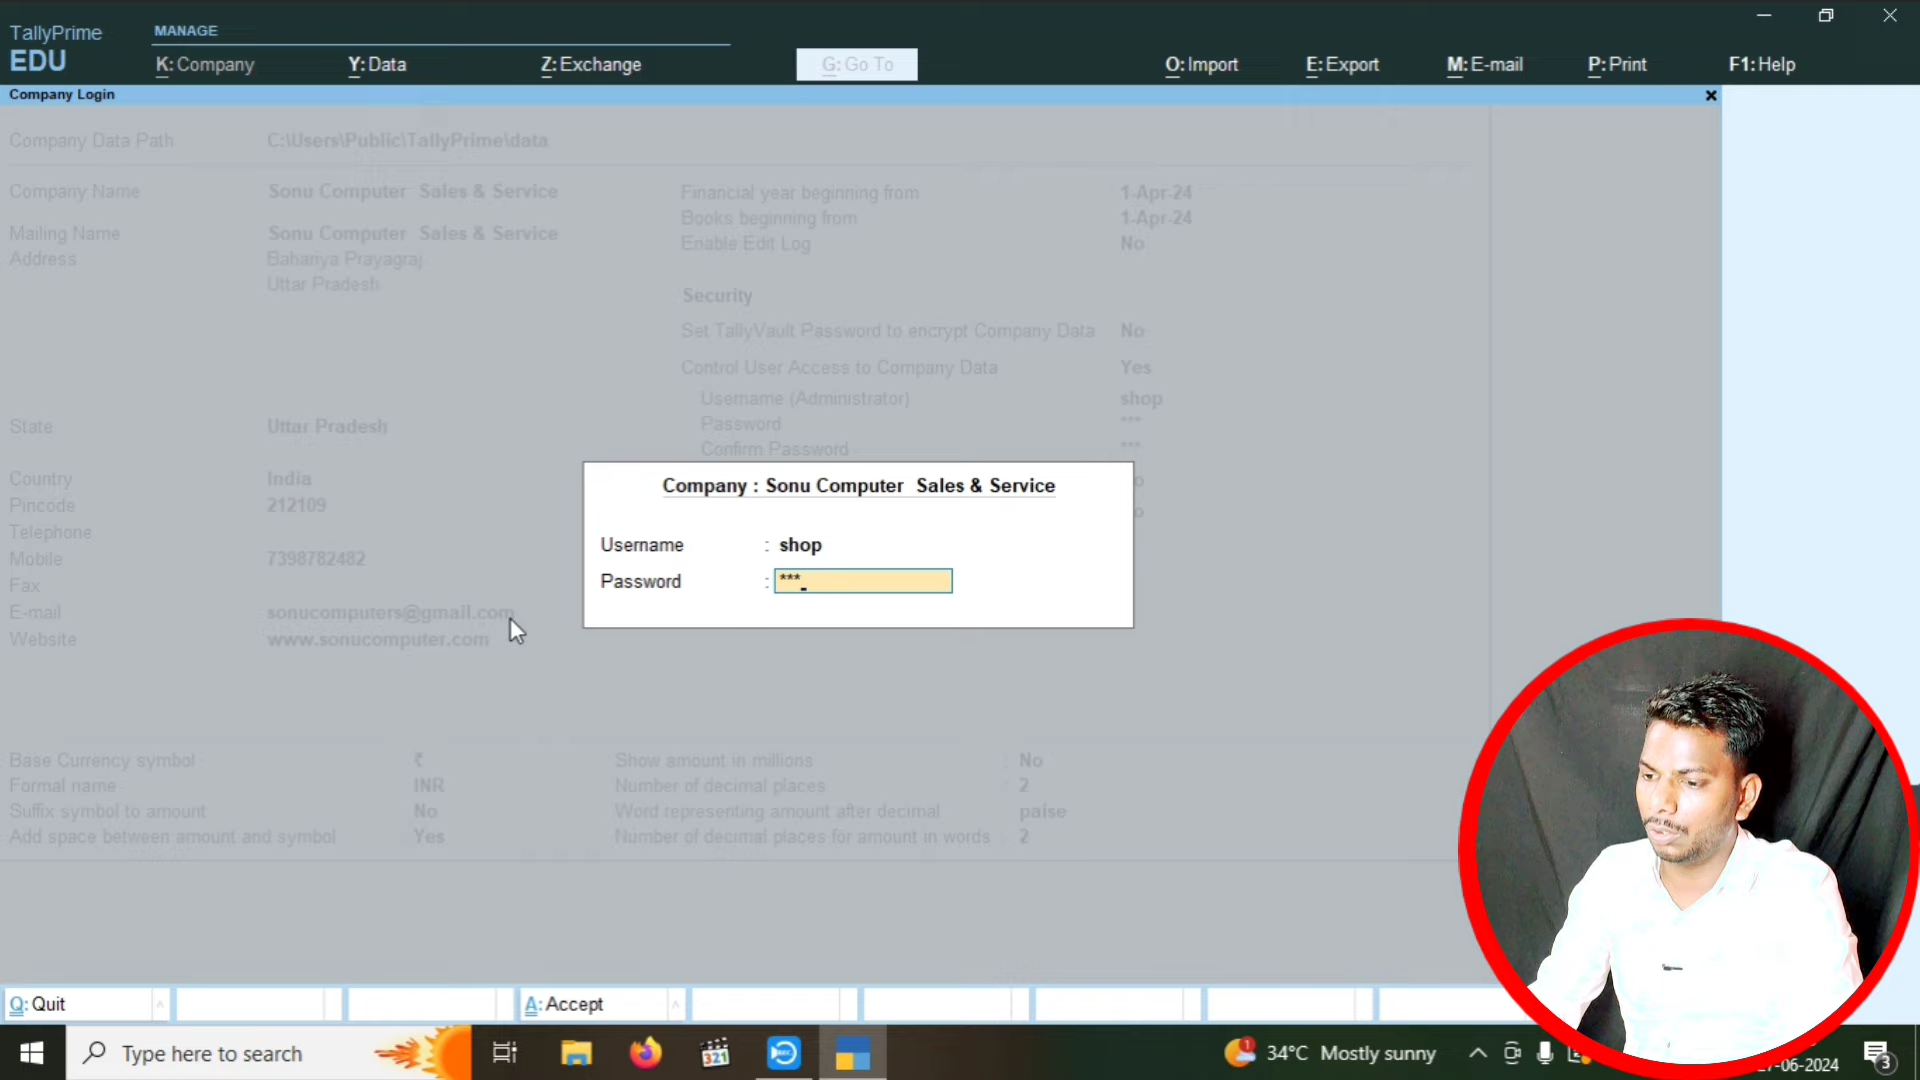 TallyPrime
EDU
MANAGE
K: Company
Y: Data
Z: Exchange
G: Go To
O: Import
E: Export
M: E-mail
P: Print
F1: Help
Company Login
Company Data Path C:\Users\Public\TallyPrime\data
Company Name Sonu Computer Sales & Service
Mailing Name Sonu Computer Sales & Service
Address Bahariya Prayagraj
Uttar Pradesh
State Uttar Pradesh
Country India
Pincode 212109
Telephone
Mobile 7398782482
Fax
E-mail sonucomputers@gmail.com
Website www.sonucomputer.com
Financial year beginning from 1-Apr-24
Books beginning from 1-Apr-24
Enable Edit Log No
Security
Set TallyVault Password to encrypt Company Data No
Control User Access to Company Data Yes
Username (Administrator) shop
Password ***
Confirm Password ***
Company : Sonu Computer Sales & Service
Username : shop
Password : ***
Base Currency symbol : ₹
Formal name : INR
Suffix symbol to amount : No
Add space between amount and symbol : Yes
Show amount in millions : No
Number of decimal places : 2
Word representing amount after decimal : paise
Number of decimal places for amount in words : 2
Q: Quit
A: Accept
Type here to search
321
REC
1
34°C Mostly sunny
-06-2024
3